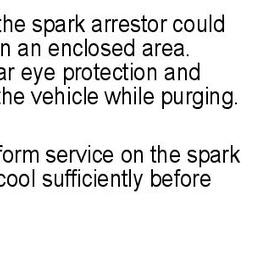 the spark arrestor could
n an enclosed area.
ar eye protection and
the vehicle while purging.
form service on the spark
cool sufficiently before